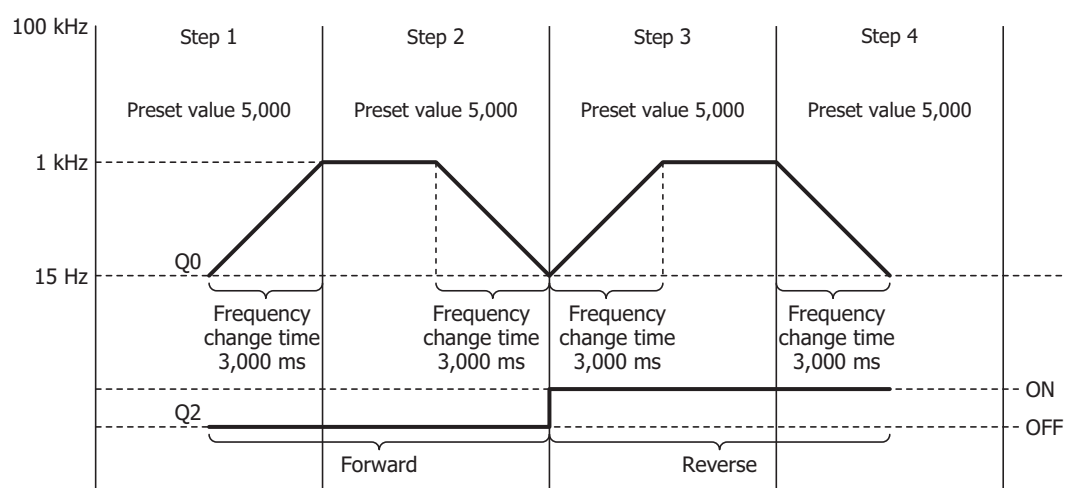 100 kHz
Step 1
Step 2
Step 3
Step 4
Preset value 5,000
Preset value 5,000
Preset value 5,000
Preset value 5,000
1 kHz
Q0
15 Hz
Frequency
change time
3,000 ms
Frequency
change time
3,000 ms
Frequency
change time
3,000 ms
Frequency
change time
3,000 ms
ON
Q2
OFF
Forward
Reverse